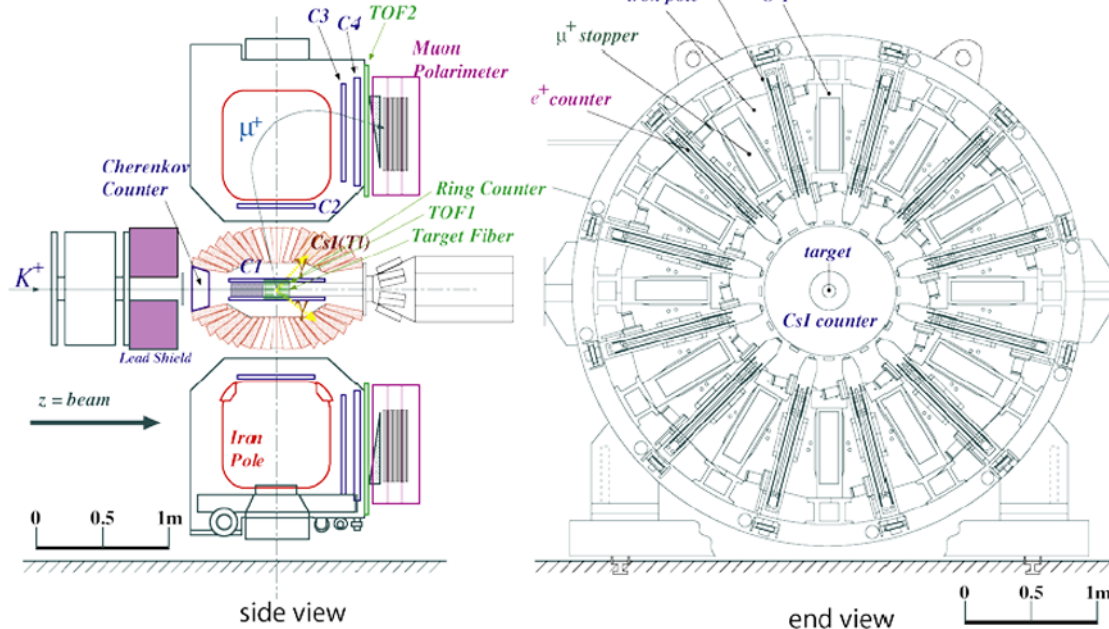 C3
C4
TOF2
Muon
Polarimeter
μ+
Cherenkov
Counter
C2
Ring Counter
TOF1
Target Fiber
CsI(Tl)
C1
K+
Lead Shield
z = beam
Iron
Pole
0 0.5 1m
side view
μ+ stopper
e+ counter
target
CsI counter
0 0.5 1m
end view